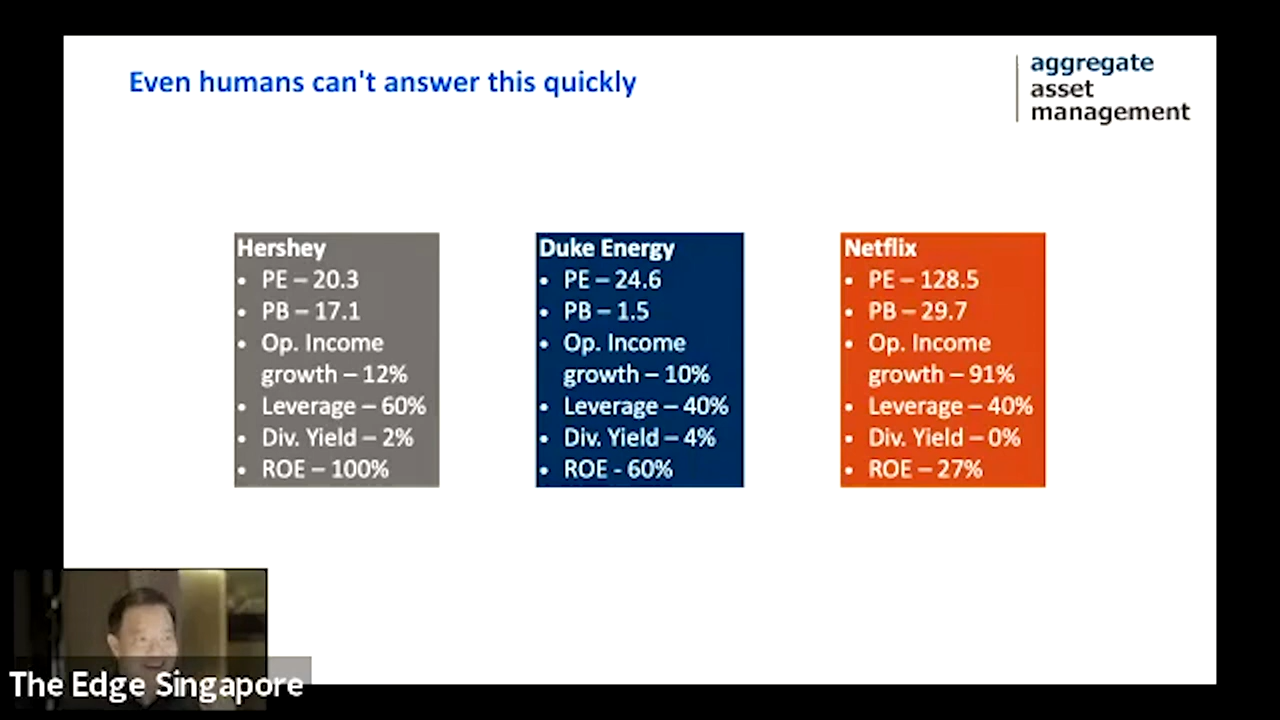 Even humans can't answer this quickly
aggregate
asset
management
Hershey
• PE – 20.3
• PB – 17.1
• Op. Income
growth – 12%
• Leverage – 60%
• Div. Yield – 2%
• ROE – 100%
Duke Energy
• PE – 24.6
• PB – 1.5
• Op. Income
growth – 10%
• Leverage – 40%
• Div. Yield – 4%
• ROE - 60%
Netflix
• PE – 128.5
• PB – 29.7
• Op. Income
growth – 91%
• Leverage – 40%
• Div. Yield – 0%
• ROE – 27%
The Edge Singapore